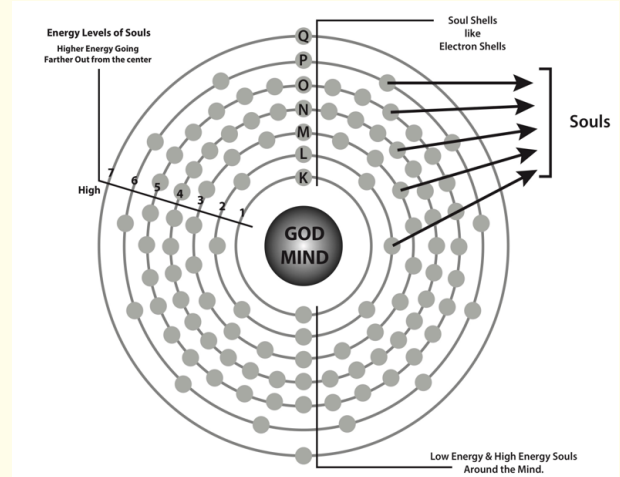 Energy Levels of Souls
Higher Energy Going
Farther Out from the center
Soul Shells
like
Electron Shells
Q
P
O
N
M
L
K
Souls
7
6
5
4
3
2
1
High
GOD
MIND
Low Energy & High Energy Souls
Around the Mind.